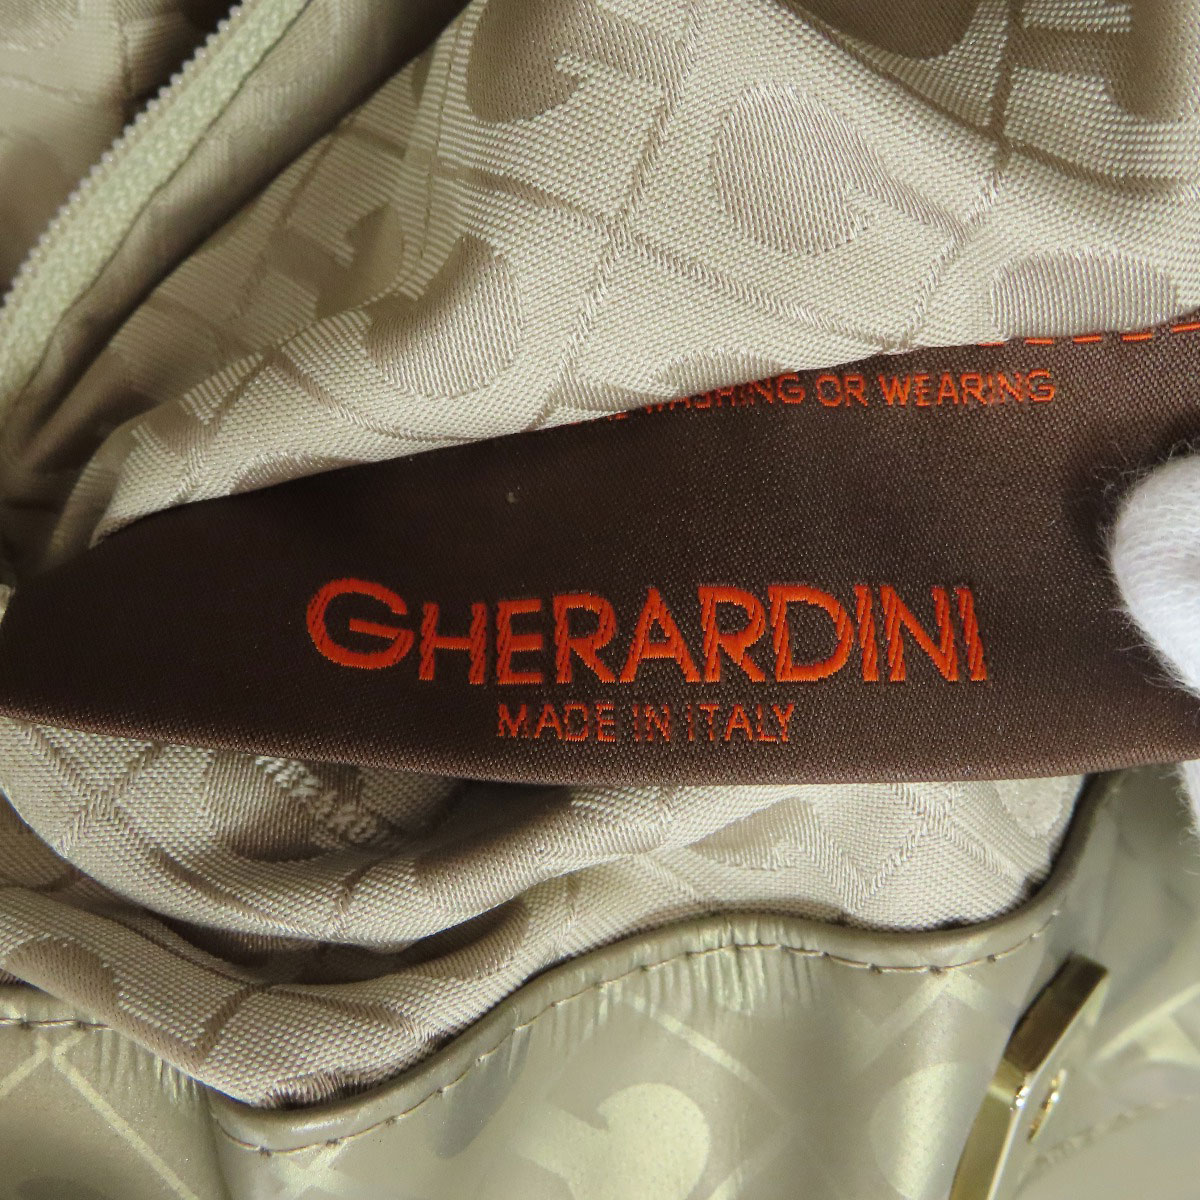 WASHING OR WEARING
GHERARDINI
MADE IN ITALY